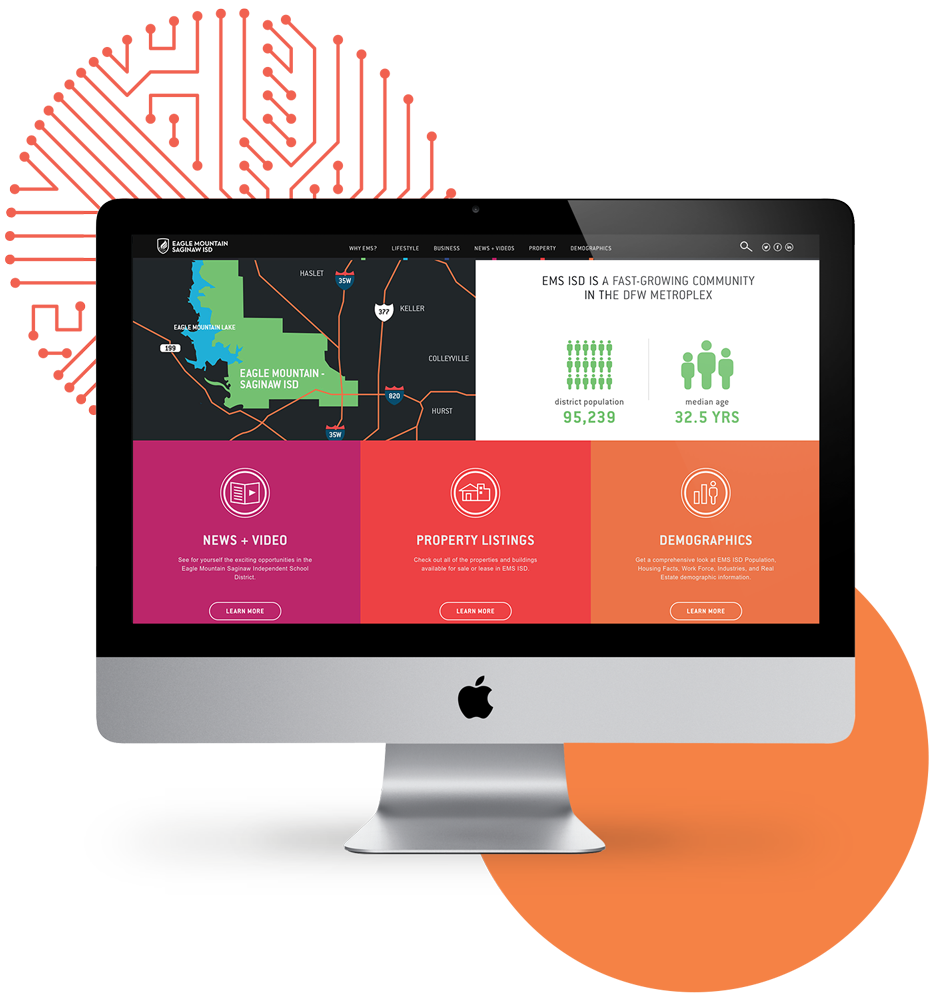 EAGLE MOUNTAIN
SAGINAW ISD
WHY EMS?
LIFESTYLE
BUSINESS
NEWS + VIDEOS
PROPERTY
DEMOGRAPHICS
HASLET
35W
377
KELLER
EAGLE MOUNTAIN LAKE
199
COLLEYVILLE
EAGLE MOUNTAIN -
SAGINAW ISD
820
HURST
35W
EMS ISD IS A FAST-GROWING COMMUNITY
IN THE DFW METROPLEX
district population
95,239
median age
32.5 YRS
NEWS + VIDEO
See for yourself the exciting opportunities in the
Eagle Mountain Saginaw Independent School
District.
LEARN MORE
PROPERTY LISTINGS
Check out all of the properties and buildings
available for sale or lease in EMS ISD.
LEARN MORE
DEMOGRAPHICS
Get a comprehensive look at EMS ISD Population,
Housing Facts, Work Force, Industries, and Real
Estate demographic information.
LEARN MORE